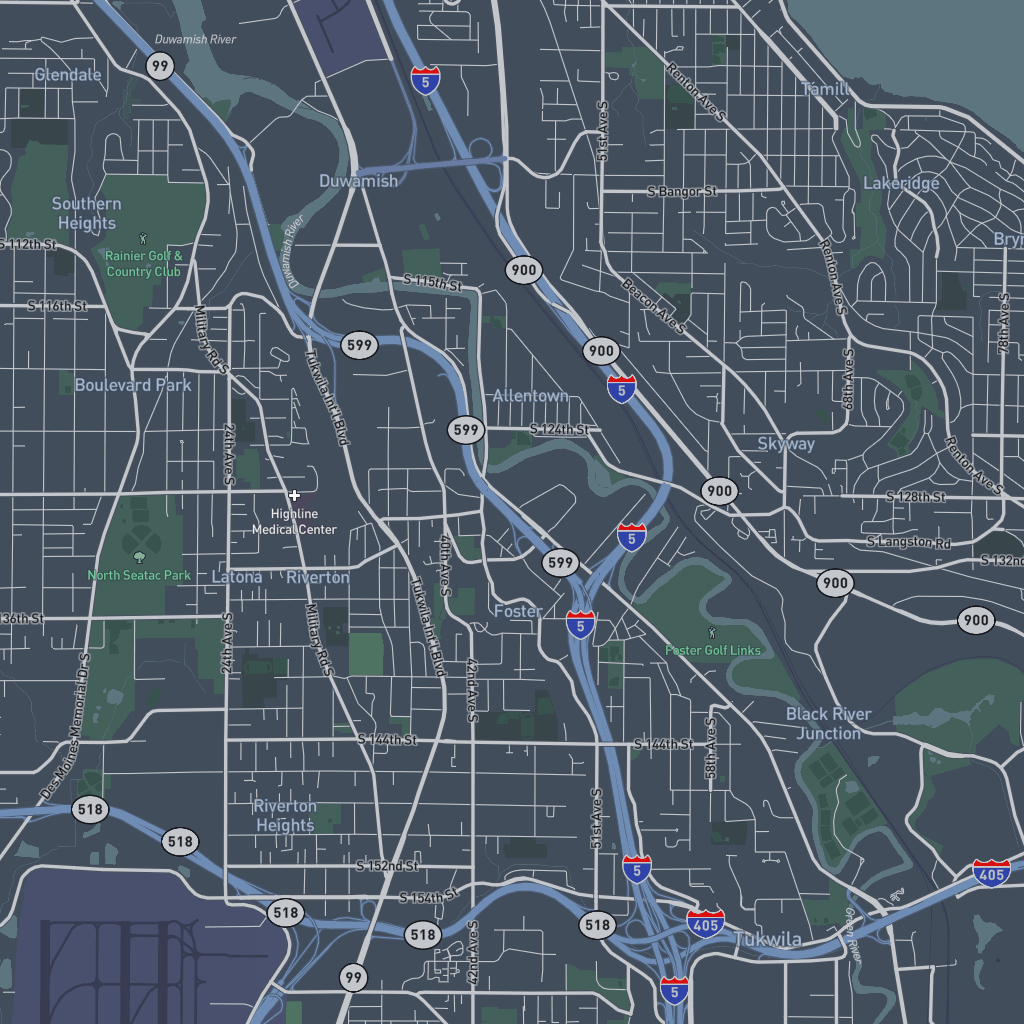 Duwamish River
99
Glendale
5
Renton Ave S
Tamill
51st Ave S
Duwamish
S Bangor St
Lakeridge
Southern
Heights
Duwamish River
S 112th St
Rainier Golf &
Country Club
900
Renton Ave S
Bryn
S 115th St
Beacon Ave S
S 116th St
Military Rd S
599
900
78th Ave S
Tukwila Int'l Blvd
68th Ave S
Boulevard Park
Allentown
5
24th Ave S
599
S 124th St
Skyway
Renton Ave S
900
S 128th St
Highline
Medical Center
5
S Langston Rd
40th Ave S
S 132nd
North Seatac Park
Latona
Riverton
599
900
Foster
136th St
24th Ave S
Military Rd S
Tukwila Int'l Blvd
5
900
Foster Golf Links
Des Moines Memorial Dr S
42nd Ave S
Black River
Junction
S 144th St
S 144th St
58th Ave S
518
Riverton
Heights
51st Ave S
518
S 152nd St
5
405
S 154th St
518
518
518
405
Tukwila
Green River
42nd Ave S
99
5